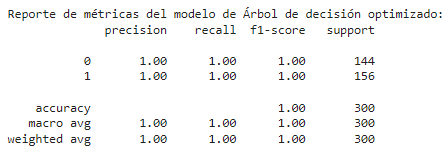 Reporte de métricas del modelo de Árbol de decisión optimizado:
precision recall f1-score support
0 1.00 1.00 1.00 144
1 1.00 1.00 1.00 156
accuracy 1.00 300
macro avg 1.00 1.00 1.00 300
weighted avg 1.00 1.00 1.00 300